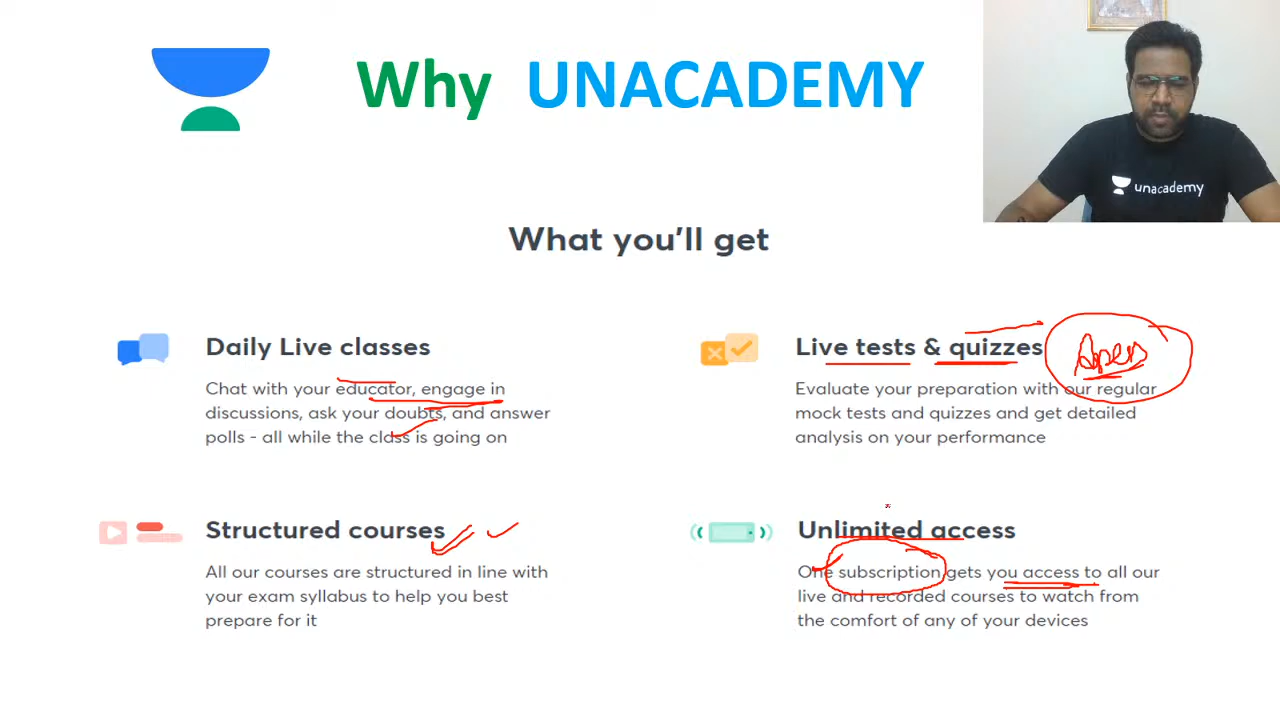 Why UNACADEMY
unacademy
What you'll get
Daily Live classes
Chat with your educator, engage in
discussions, ask your doubts, and answer
polls - all while the class is going on
Live tests & quizzes
Evaluate your preparation with our regular
mock tests and quizzes and get detailed
analysis on your performance
Structured courses
All our courses are structured in line with
your exam syllabus to help you best
prepare for it
Unlimited access
One subscription gets you access to all our
live and recorded courses to watch from
the comfort of any of your devices